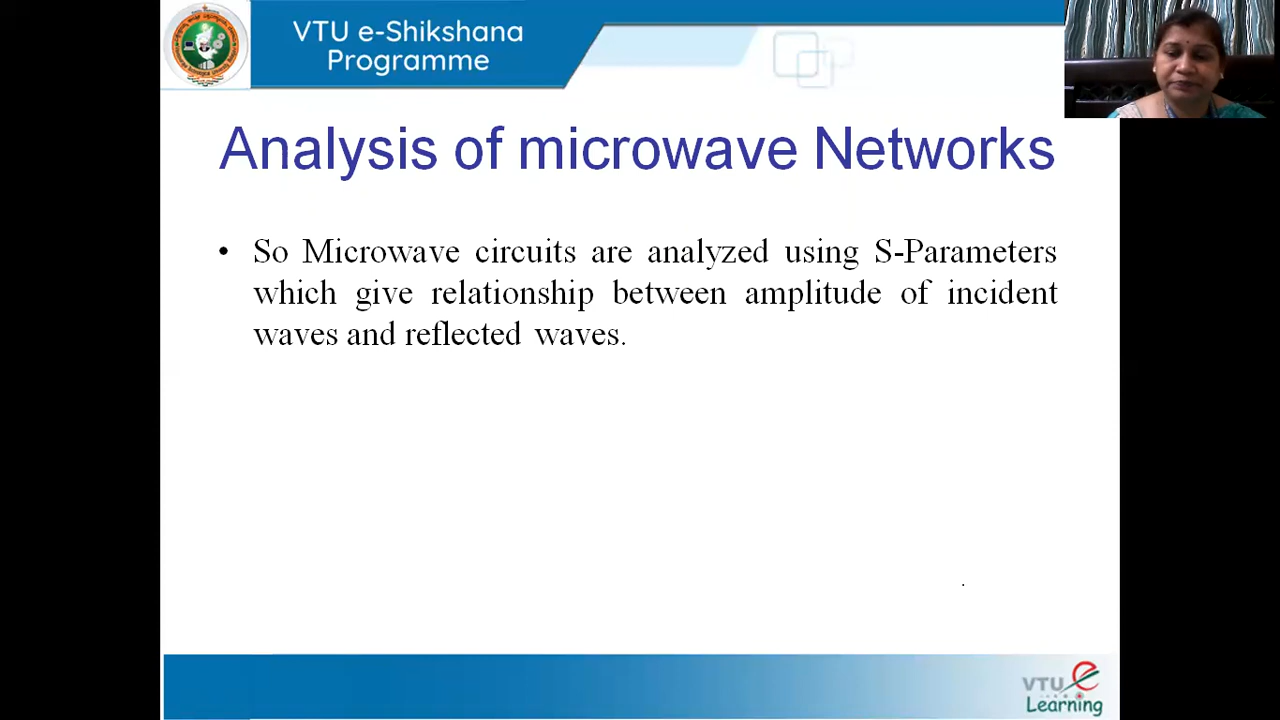 VTU e-Shikshana
Programme
Analysis of microwave Networks
• So Microwave circuits are analyzed using S-Parameters
which give relationship between amplitude of incident
waves and reflected waves.
.
VTU e
Learning